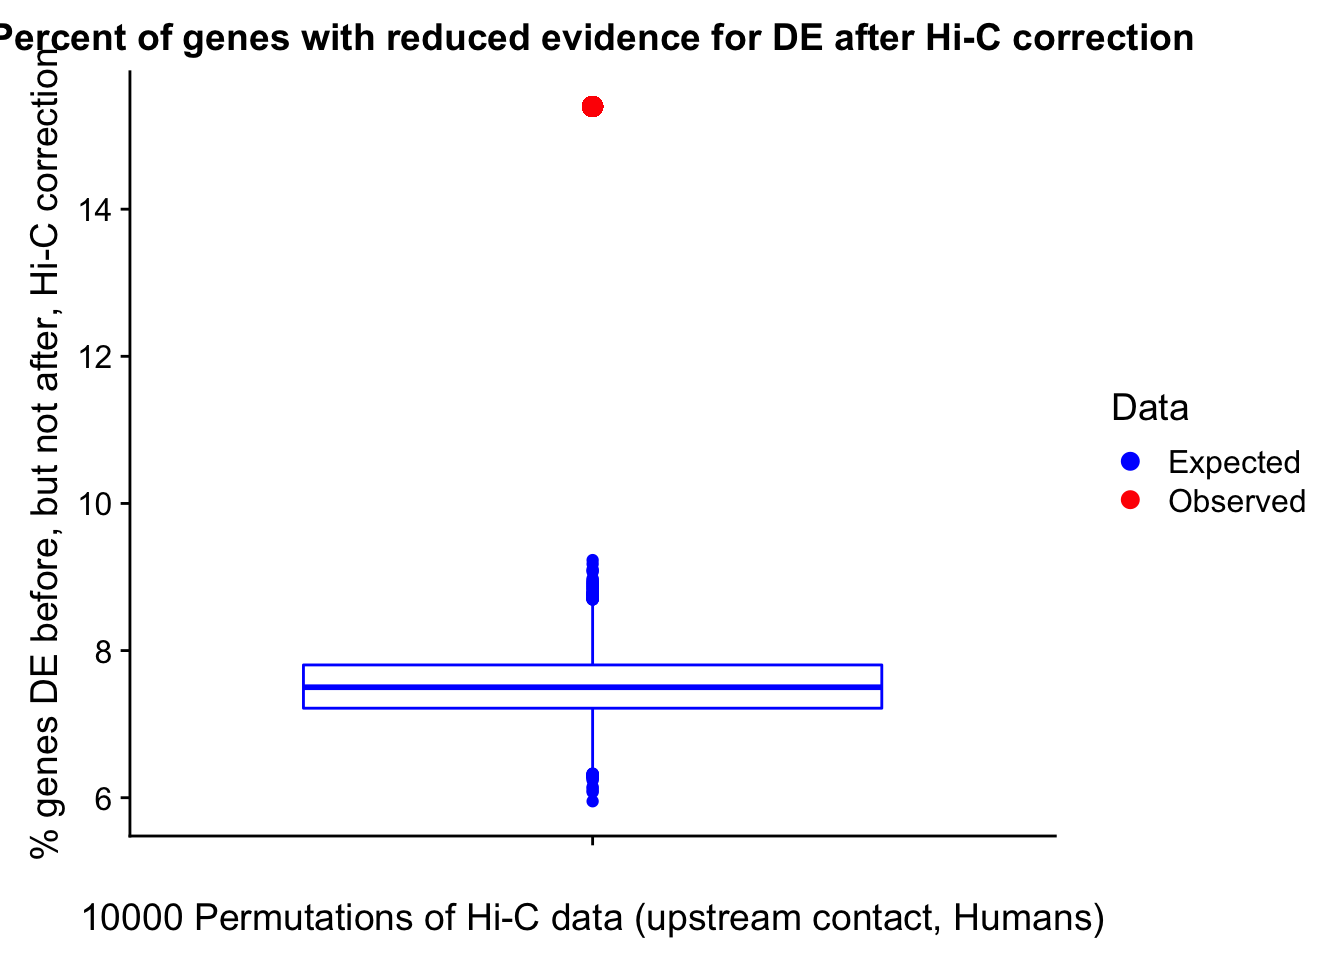 Percent of genes with reduced evidence for DE after Hi-C correction
% genes DE before, but not after, Hi-C correction
14
12
10
8
6
10000 Permutations of Hi-C data (upstream contact, Humans)
Data
Expected
Observed